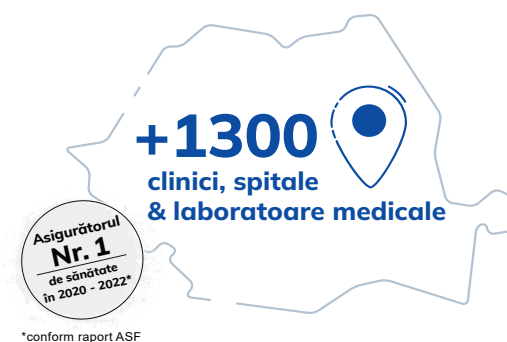 +1300
clinici, spitale
& laboratoare medicale
Asigurătorul
Nr. 1
de sănătate
în 2020 - 2022*
*conform raport ASF